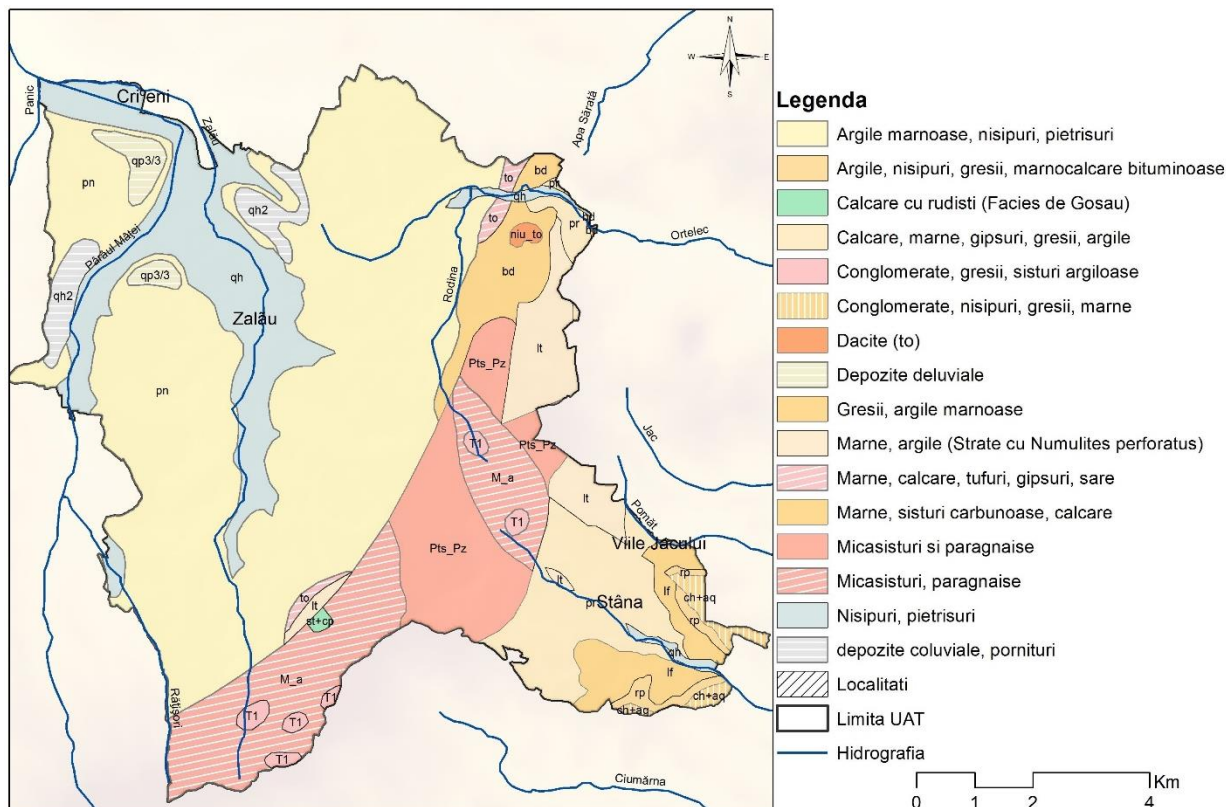 N
W
E
S
Panic
Crișeni
Zalău
Apa Sărată
qp3/3
pn
to
bd
pr
qh
qh2
to
pr
bd
Ortelec
niu_to
Pârâul Mâței
qp3/3
qh
Rodina
bd
qh2
Zalău
lt
Pts_Pz
pn
Jac
T1
Pts_Pz
M_a
lt
T1
Pomăt
Pts_Pz
Viile Jacului
lt
rp
to
lt
pr
Stâna
lf
ch+aq
st+cp
rp
qh
M_a
lf
Rătișori
T1
rp
ch+aq
T1
T1
ch+aq
T1
Ciumărna
Legenda
Argile marnoase, nisipuri, pietrisuri
Argile, nisipuri, gresii, marnocalcare bituminoase
Calcare cu rudisti (Facies de Gosau)
Calcare, marne, gipsuri, gresii, argile
Conglomerate, gresii, sisturi argiloase
Conglomerate, nisipuri, gresii, marne
Dacite (to)
Depozite deluviale
Gresii, argile marnoase
Marne, argile (Strate cu Numulites perforatus)
Marne, calcare, tufuri, gipsuri, sare
Marne, sisturi carbunoase, calcare
Micasisturi si paragnaise
Micasisturi, paragnaise
Nisipuri, pietrisuri
depozite coluviale, pornituri
Localitati
Limita UAT
Hidrografia
Km
0 1 2 4